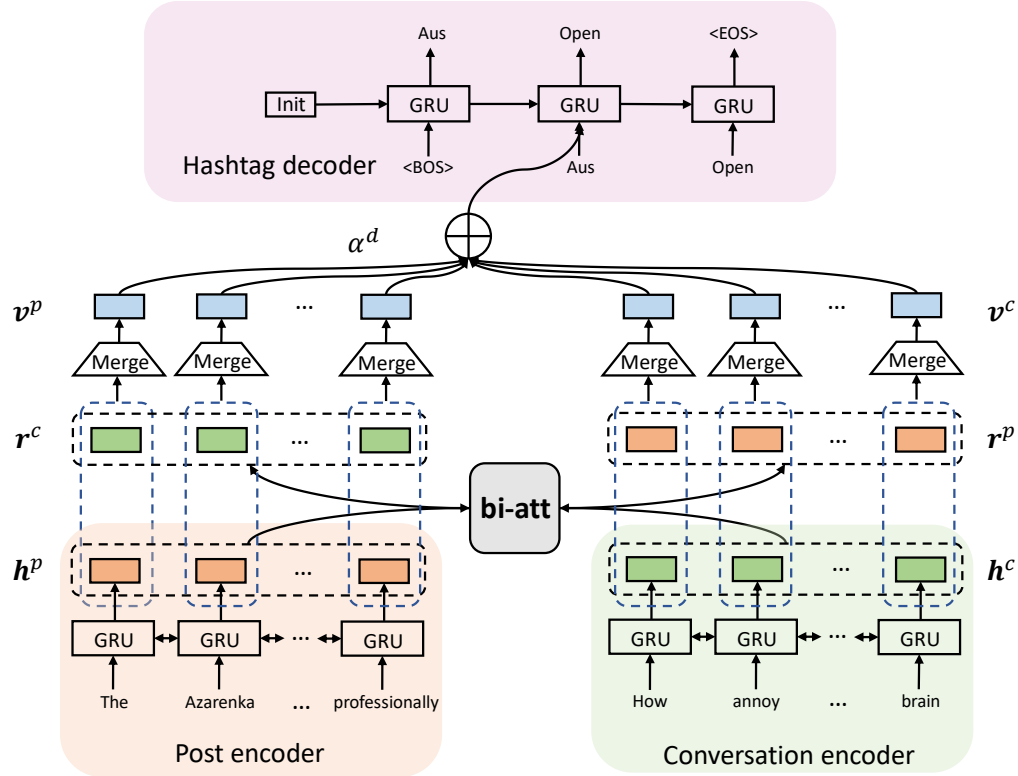 Aus Open <EOS>
Init GRU GRU GRU
Hashtag decoder <BOS> Aus Open
α^d
v^p ... ... v^c
Merge Merge Merge Merge Merge Merge
r^c ... ... r^p
bi-att
h^p ... ... h^c
GRU GRU ... GRU GRU GRU ... GRU
The Azarenka ... professionally How annoy ... brain
Post encoder Conversation encoder